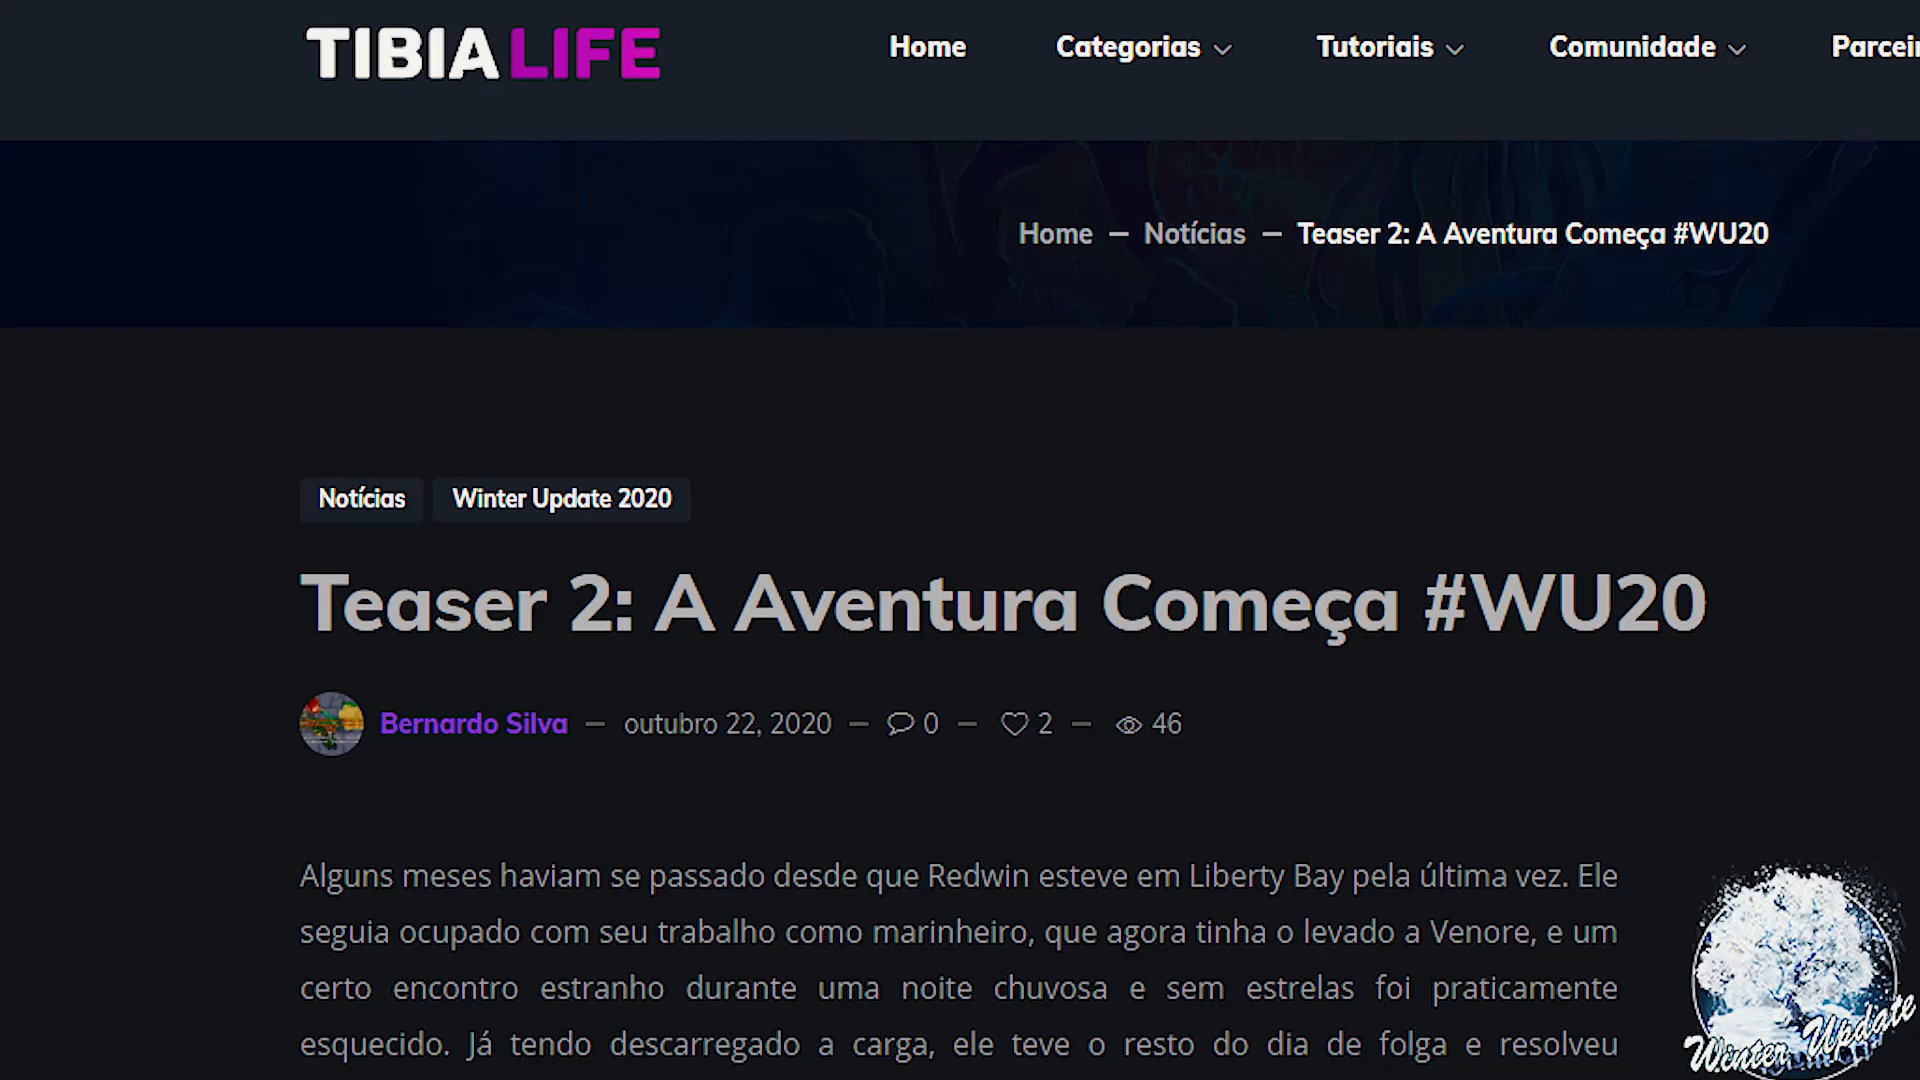 TIBIA LIFE
Home
Categorias
Tutoriais
Comunidade
Home — Notícias — Teaser 2: A Aventura Começa #WU20
Notícias
Winter Update 2020
Teaser 2: A Aventura Começa #WU20
Bernardo Silva — outubro 22, 2020 — 0 — 2 — 46
Alguns meses haviam se passado desde que Redwin esteve em Liberty Bay pela última vez. Ele
seguia ocupado com seu trabalho como marinheiro, que agora tinha o levado a Venore, e um
certo encontro estranho durante uma noite chuvosa e sem estrelas foi praticamente
esquecido. Já tendo descarregado a carga, ele teve o resto do dia de folga e resolveu
Winter Update